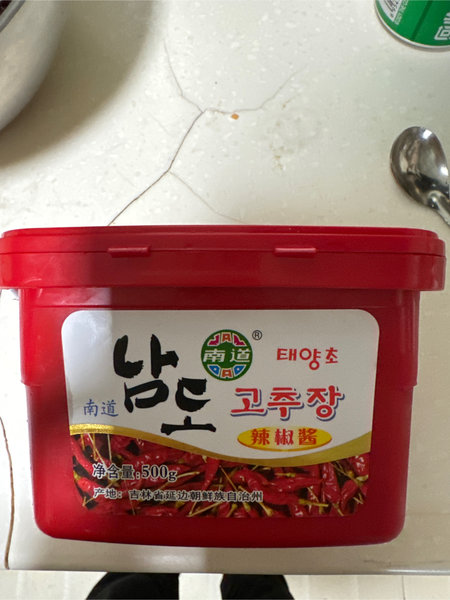 南道
®
남도
南道
태양초
고추장
辣椒酱
净含量:500g
产地: 吉林省延边朝鲜族自治州